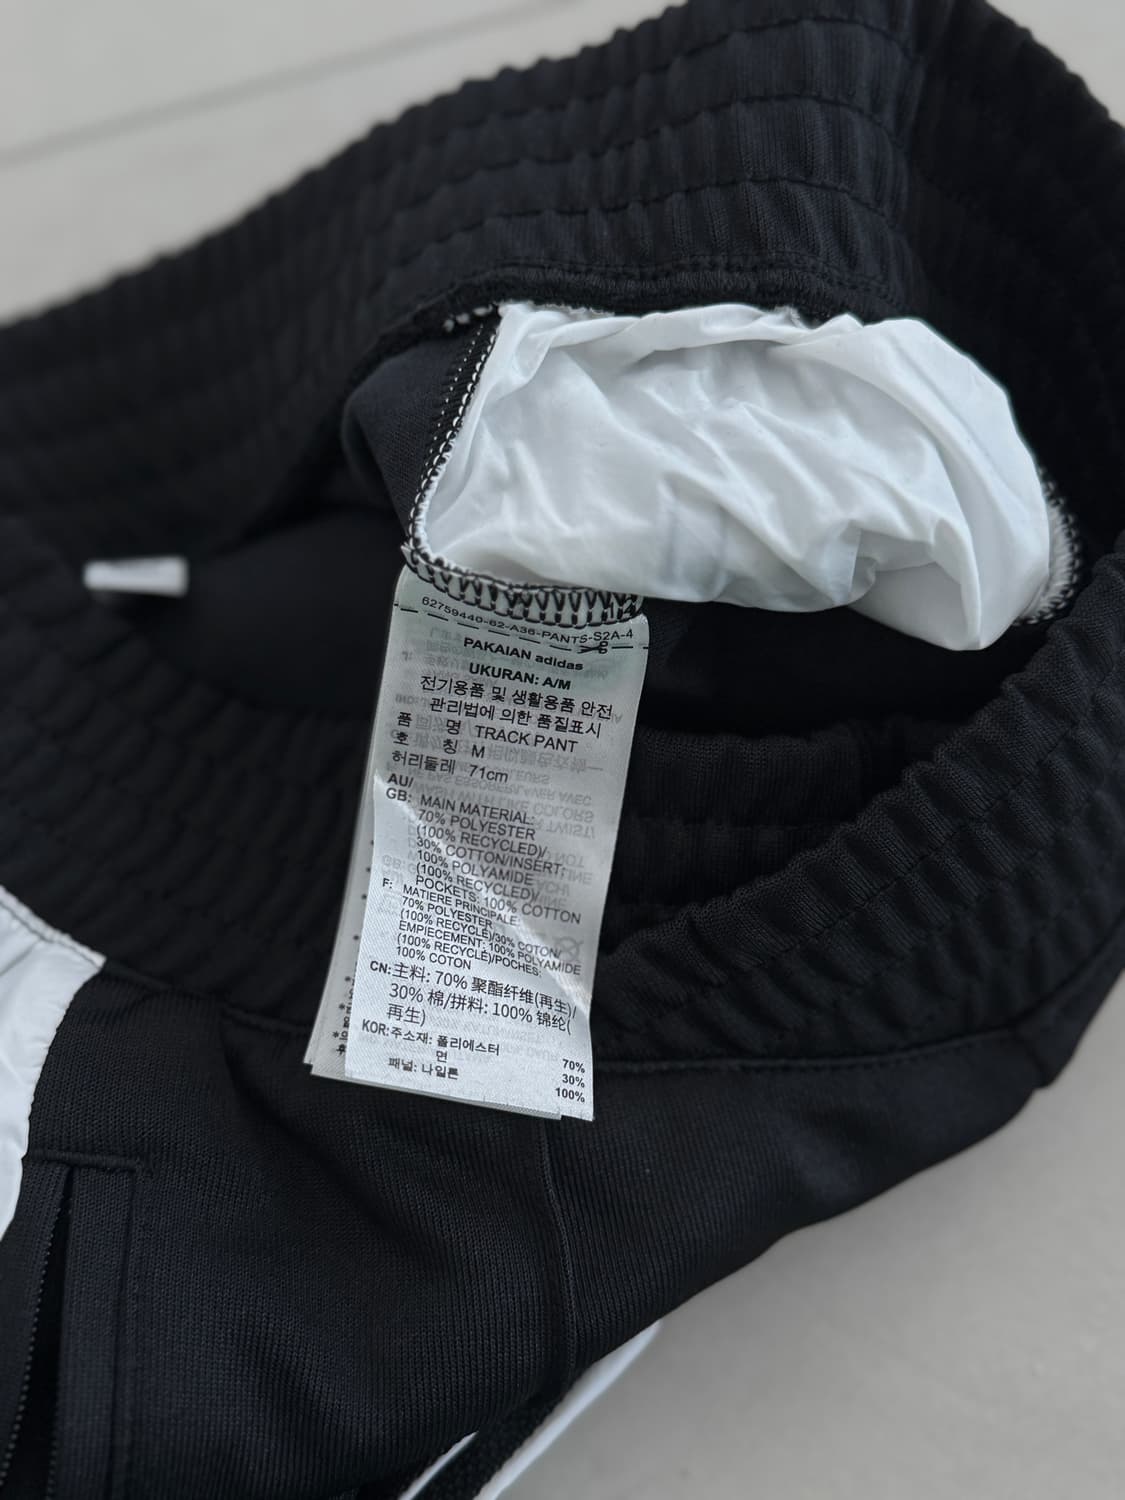 62759440-62-A36-PANTS-S2A-4
PAKAIAN adidas
UKURAN: A/M
전기용품 및 생활용품 안전
관리법에 의한 품질표시
품 명 TRACK PANT
호 칭 M
허리둘레 71cm
AU/
GB: MAIN MATERIAL:
70% POLYESTER
(100% RECYCLED)/
30% COTTON/INSERT:
100% POLYAMIDE
(100% RECYCLED)/
POCKETS: 100% COTTON
F: MATIERE PRINCIPALE:
70% POLYESTER
(100% RECYCLÉ)/30% COTON/
EMPIECEMENT: 100% POLYAMIDE
(100% RECYCLÉ)/POCHES:
100% COTON
CN: 主料: 70% 聚酯纤维(再生)/
30% 棉/拼料: 100% 锦纶(
再生)
KOR: 주소재: 폴리에스터 70%
면 30%
패널: 나일론 100%